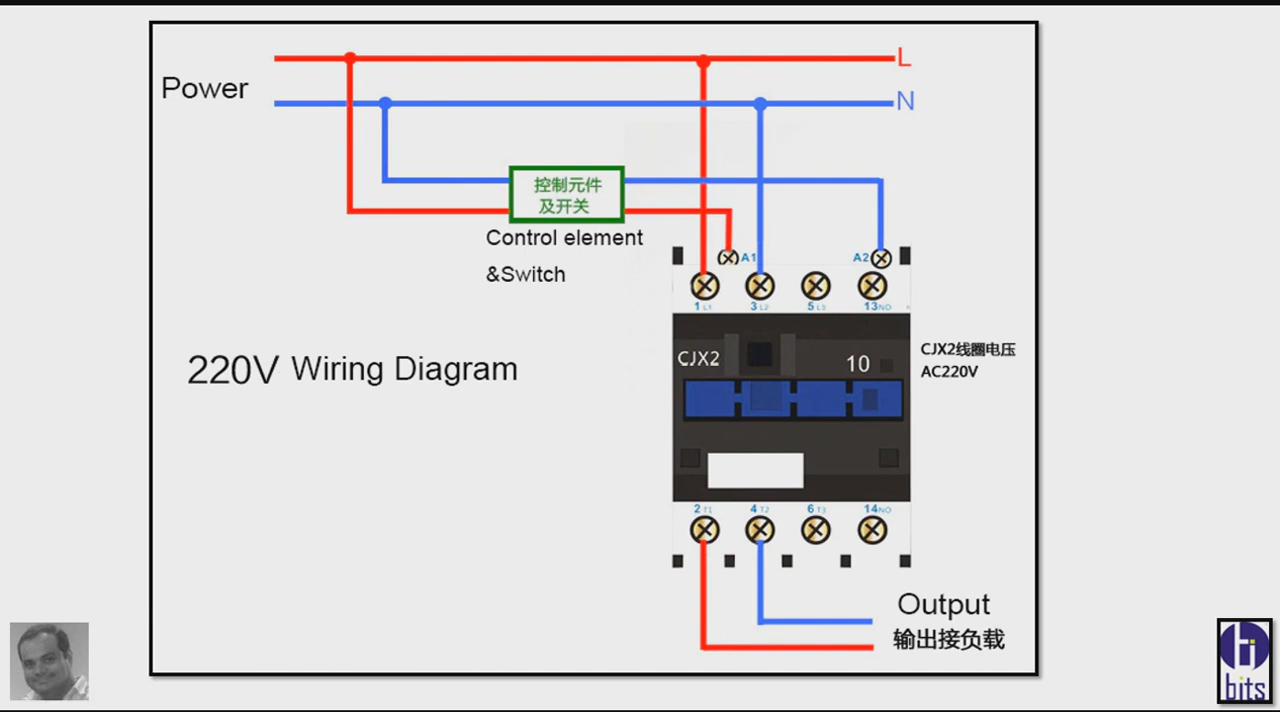 L
Power
N
控制元件
及开关
Control element
&Switch
A1
A2
1 L1
3 L2
5 L3
13NO
CJX2
10
CJX2线圈电压
AC220V
220V Wiring Diagram
2 T1
4 T2
6 T3
14NO
Output
输出接负载
bits